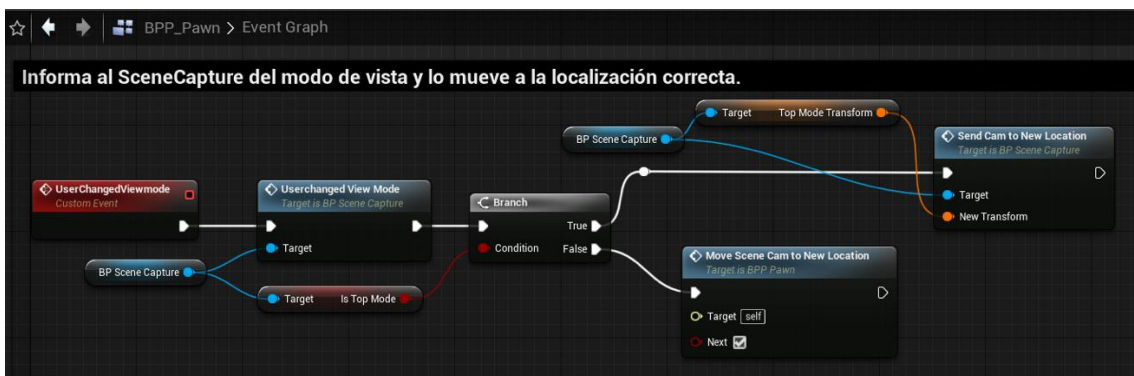 BPP_Pawn > Event Graph
Informa al SceneCapture del modo de vista y lo mueve a la localización correcta.
Target Top Mode Transform
BP Scene Capture
Send Cam to New Location
Target is BP Scene Capture
Target
New Transform
UserChangedViewmode
Custom Event
Userchanged View Mode
Target is BP Scene Capture
Target
BP Scene Capture
Target Is Top Mode
Branch
True
Condition False
Move Scene Cam to New Location
Target is BPP Pawn
Target self
Next